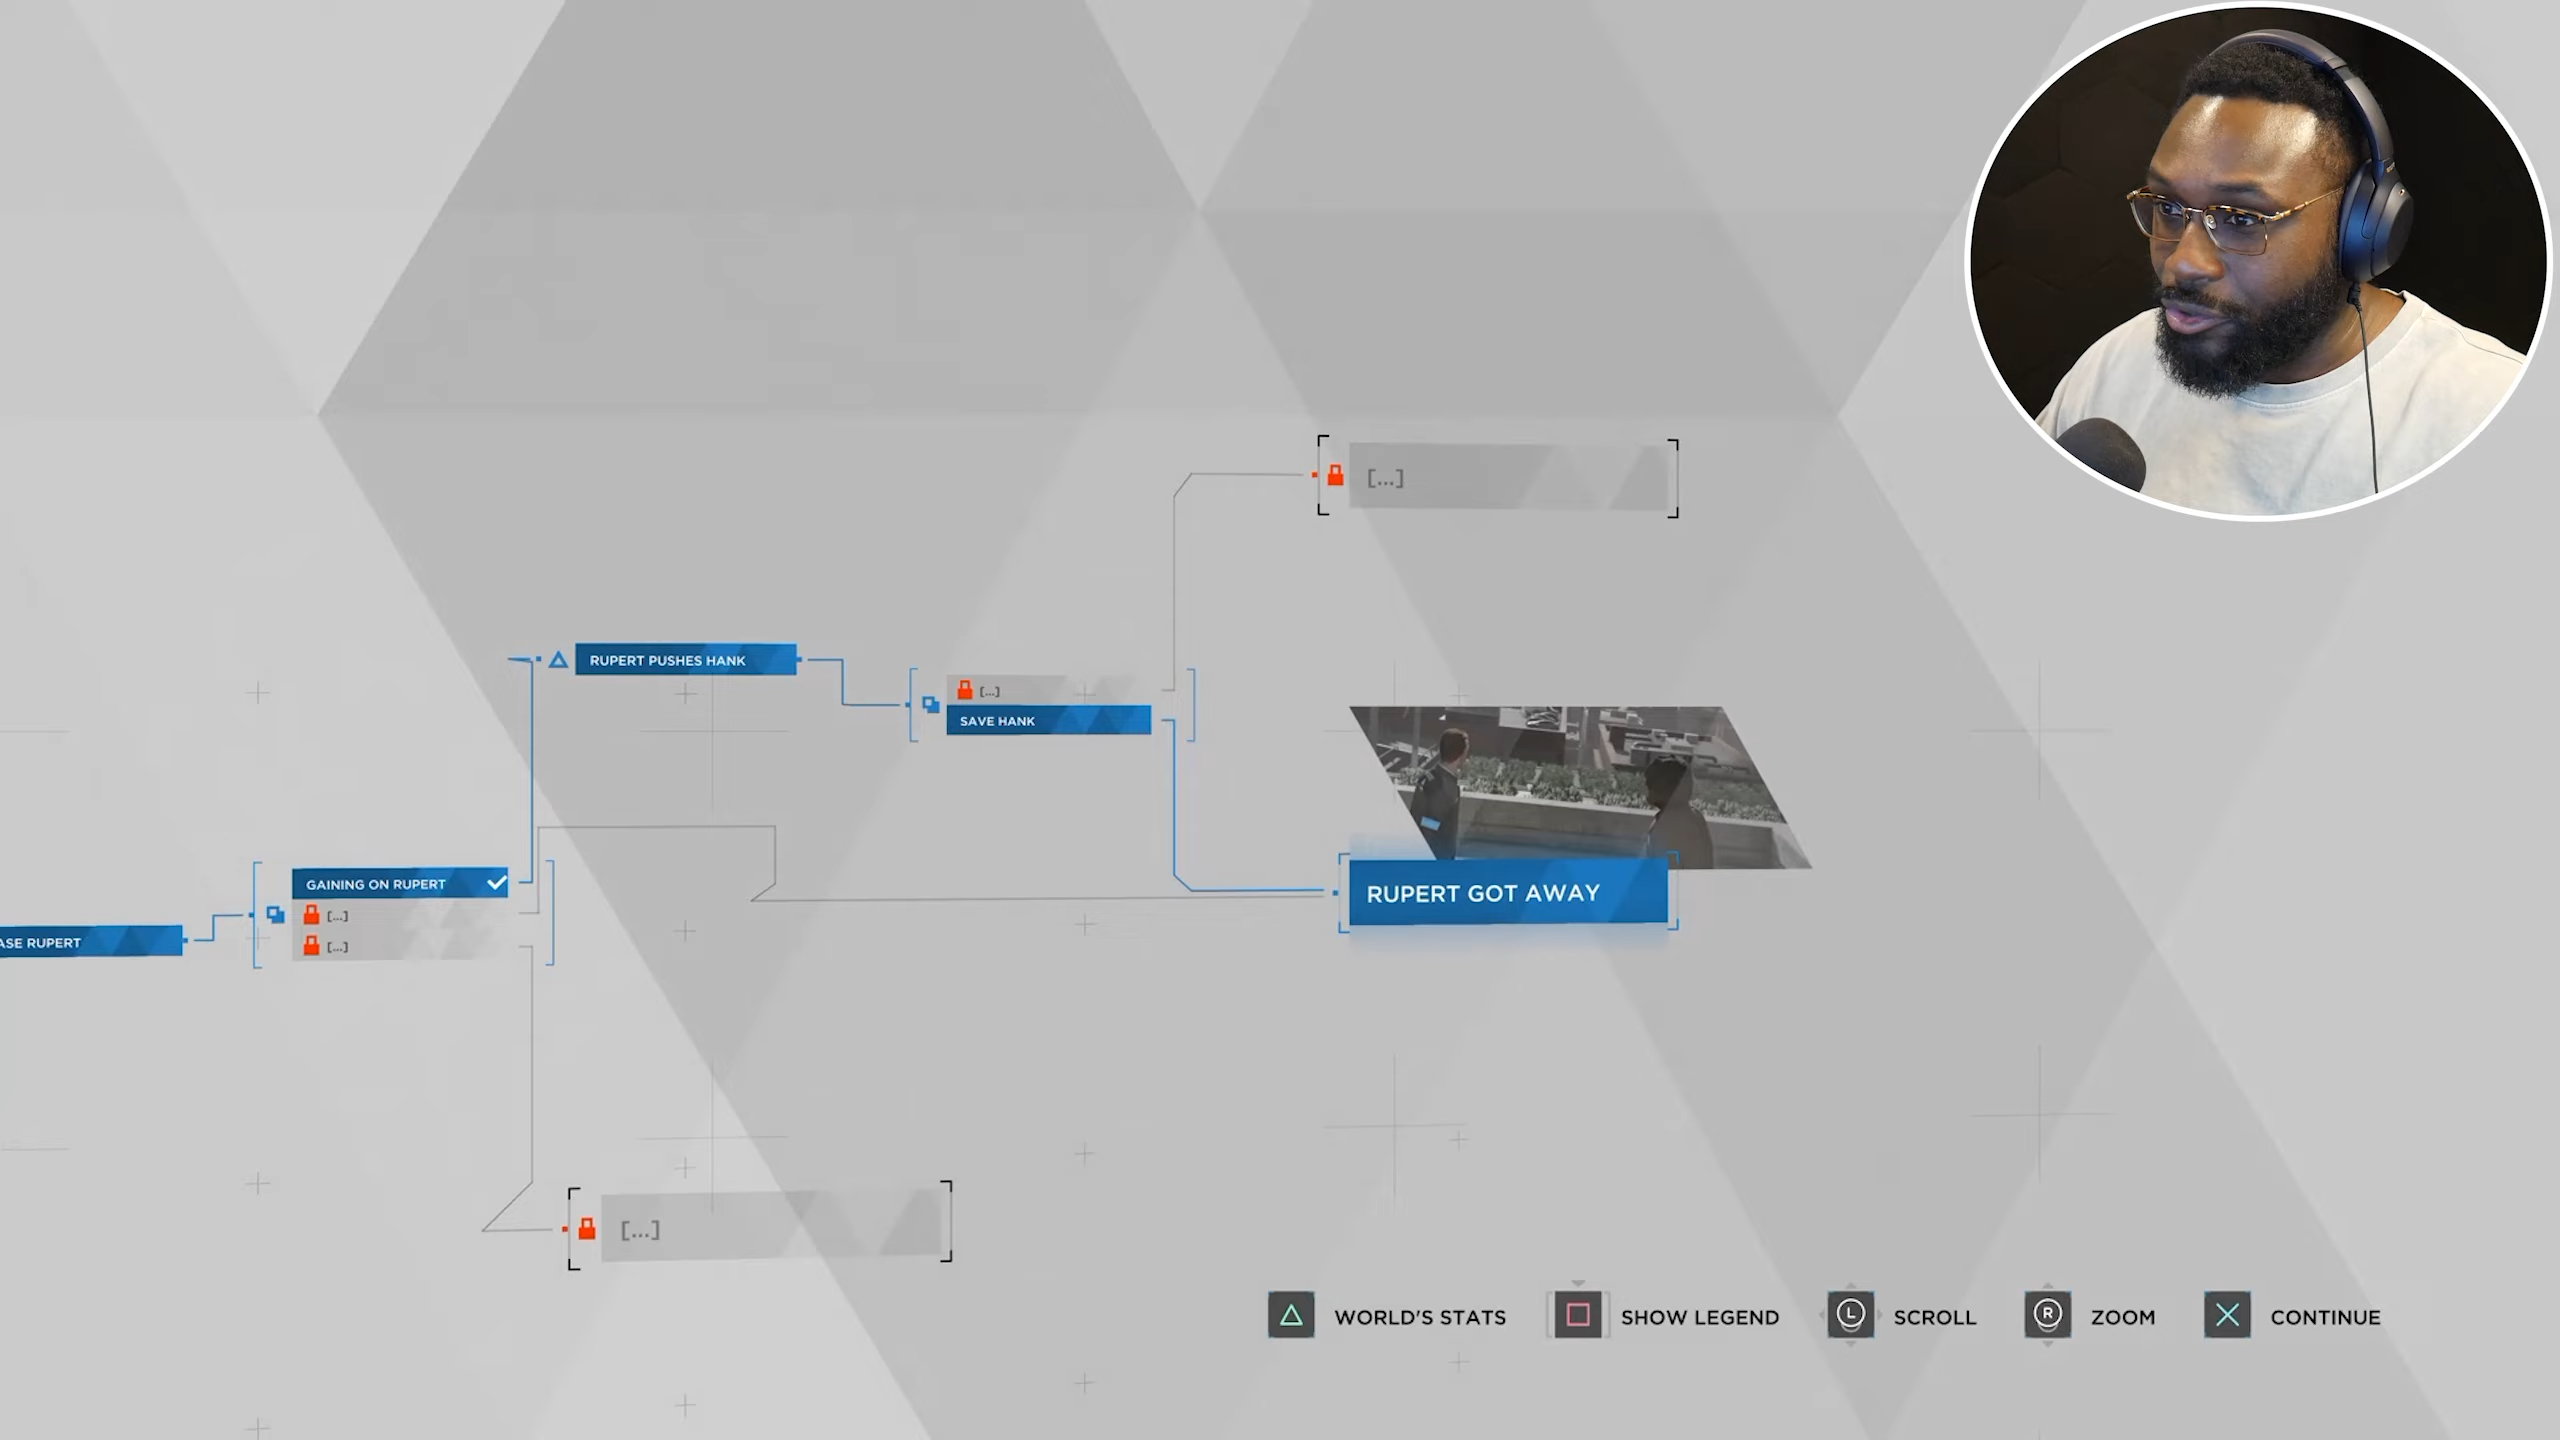 [...]
RUPERT PUSHES HANK
[...]
SAVE HANK
GAINING ON RUPERT
[...]
[...]
ASE RUPERT
RUPERT GOT AWAY
[...]
WORLD'S STATS
SHOW LEGEND
L
SCROLL
R
ZOOM
CONTINUE